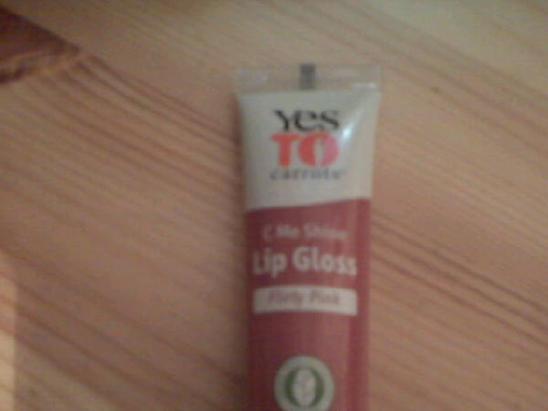 Yes
TO
carrots
C Me Shine
Lip Gloss
Flirty Pink